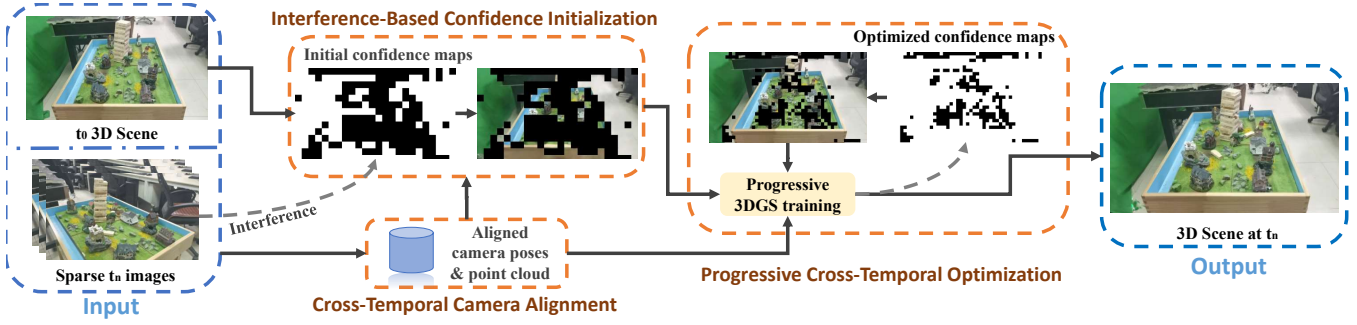 Interference-Based Confidence Initialization
Initial confidence maps
Optimized confidence maps
t0 3D Scene
Interference
Sparse tn images
Input
Aligned
camera poses
& point cloud
Cross-Temporal Camera Alignment
Progressive
3DGS training
Progressive Cross-Temporal Optimization
3D Scene at tn
Output